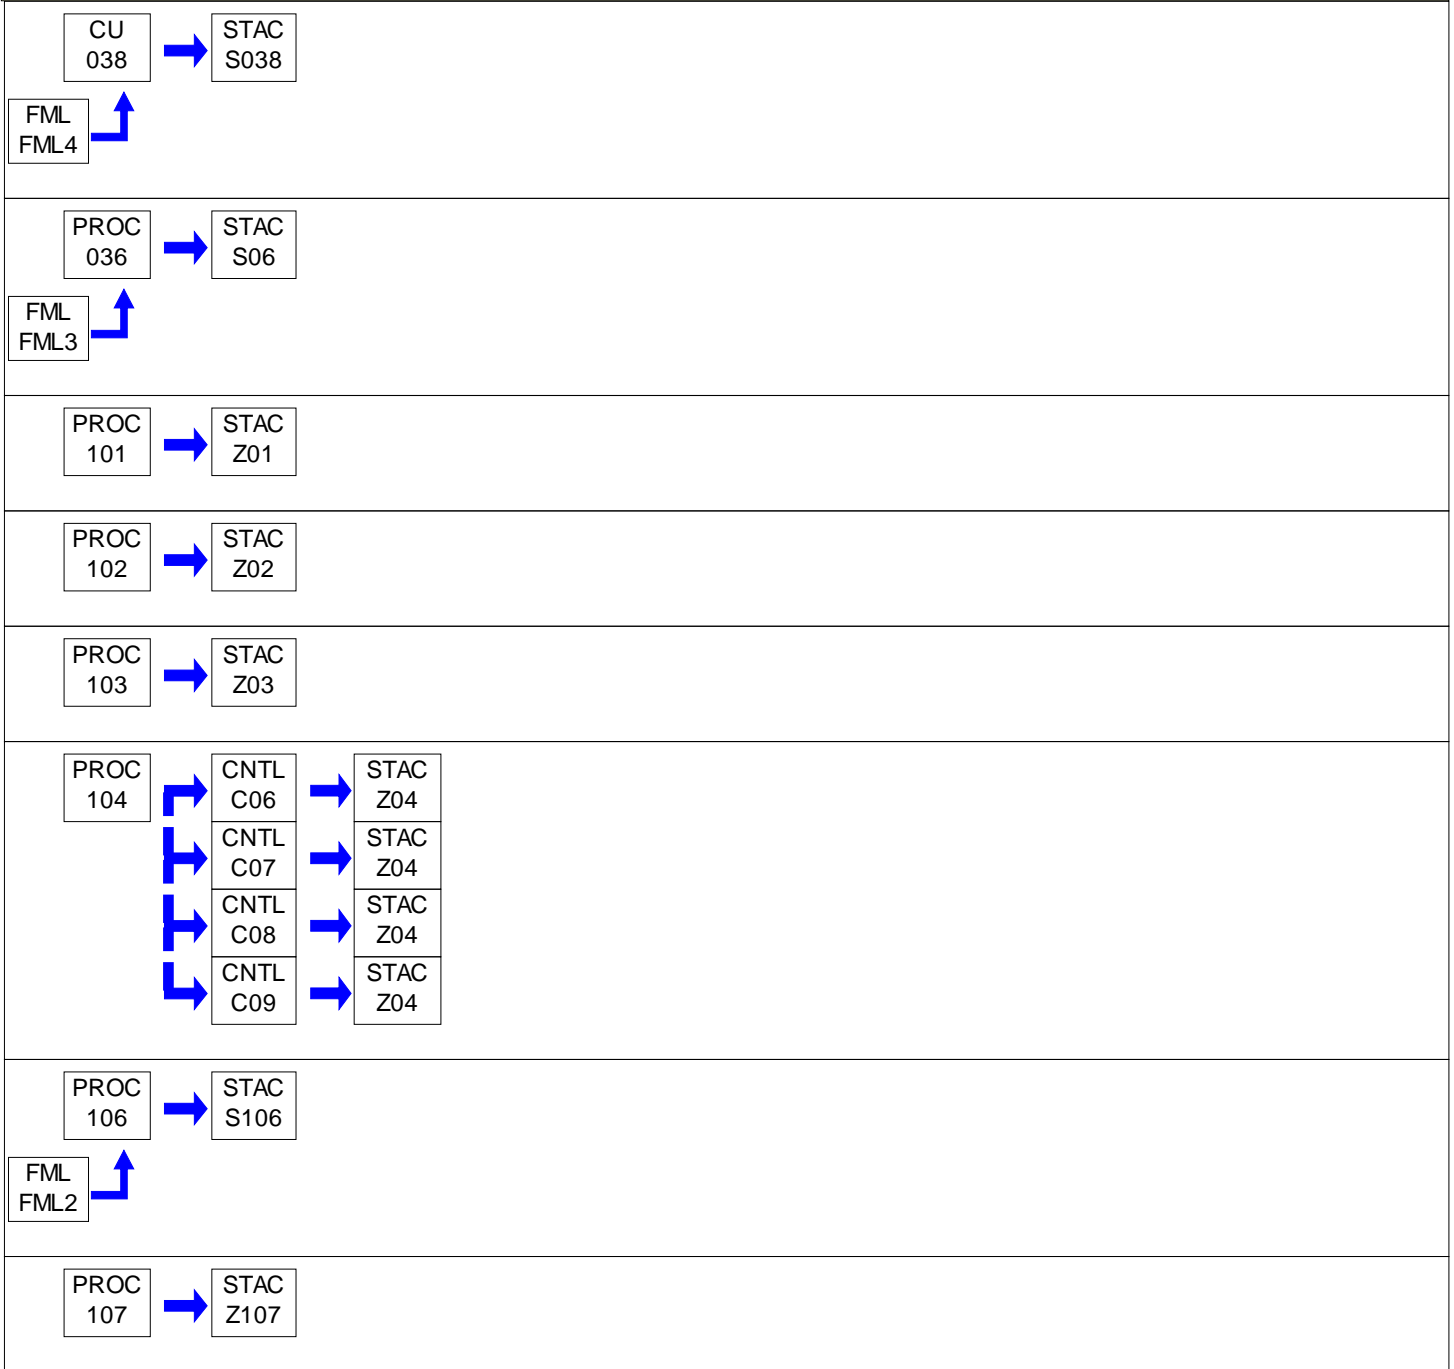 CU
038
STAC
S038
FML
FML4
PROC
036
STAC
S06
FML
FML3
PROC
101
STAC
Z01
PROC
102
STAC
Z02
PROC
103
STAC
Z03
PROC
104
CNTL
C06
STAC
Z04
CNTL
C07
STAC
Z04
CNTL
C08
STAC
Z04
CNTL
C09
STAC
Z04
PROC
106
STAC
S106
FML
FML2
PROC
107
STAC
Z107